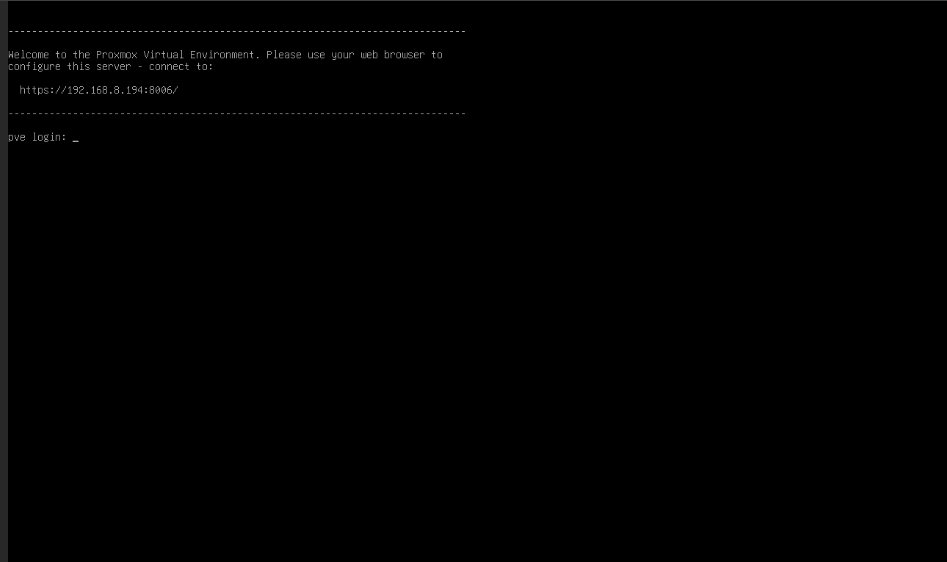 ------------------------------------------------------------------------------
Welcome to the Proxmox Virtual Environment. Please use your web browser to
configure this server - connect to:
https://192.168.8.194:8006/
------------------------------------------------------------------------------
pve login: _